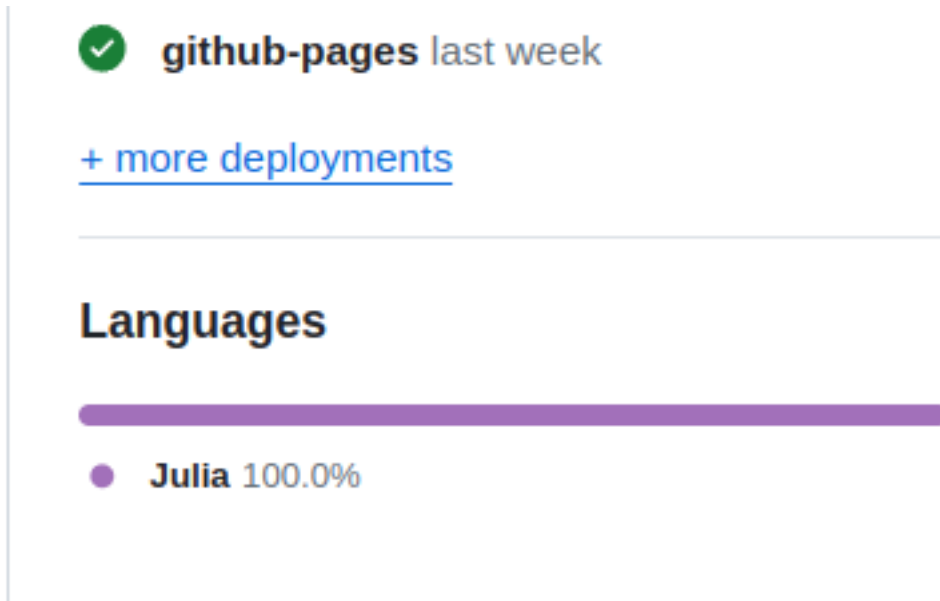 github-pages last week
+ more deployments
Languages
Julia 100.0%